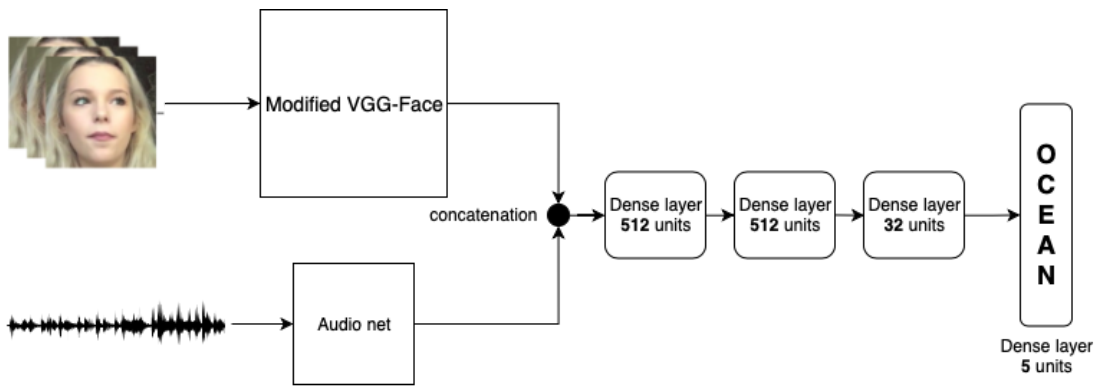 Modified VGG-Face
concatenation
Dense layer
512 units
Dense layer
512 units
Dense layer
32 units
O
C
E
A
N
Dense layer
5 units
Audio net